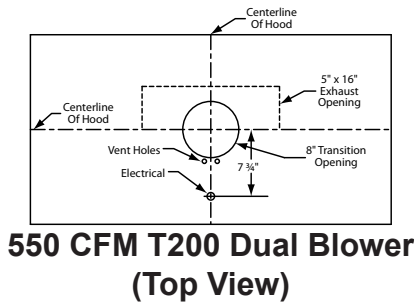 Centerline
Of Hood
5" x 16"
Exhaust
Opening
Centerline
Of Hood
Vent Holes
8" Transition
Opening
7 ¾"
Electrical
550 CFM T200 Dual Blower
(Top View)